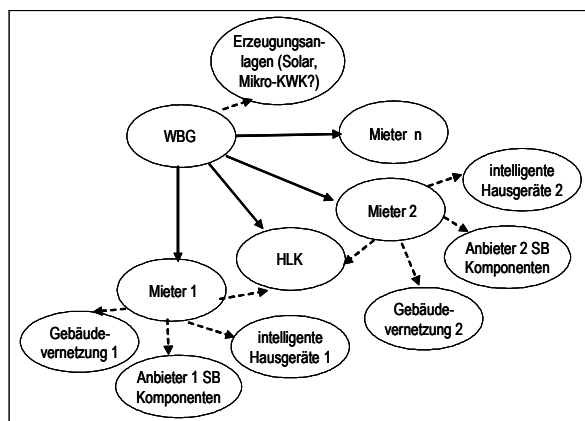 Erzeugungsan-
lagen (Solar,
Mikro-KWK?)
WBG
Mieter n
intelligente
Hausgeräte 2
Mieter 2
Anbieter 2 SB
Komponenten
HLK
Mieter 1
Gebäude-
vernetzung 2
Gebäude-
vernetzung 1
intelligente
Hausgeräte 1
Anbieter 1 SB
Komponenten